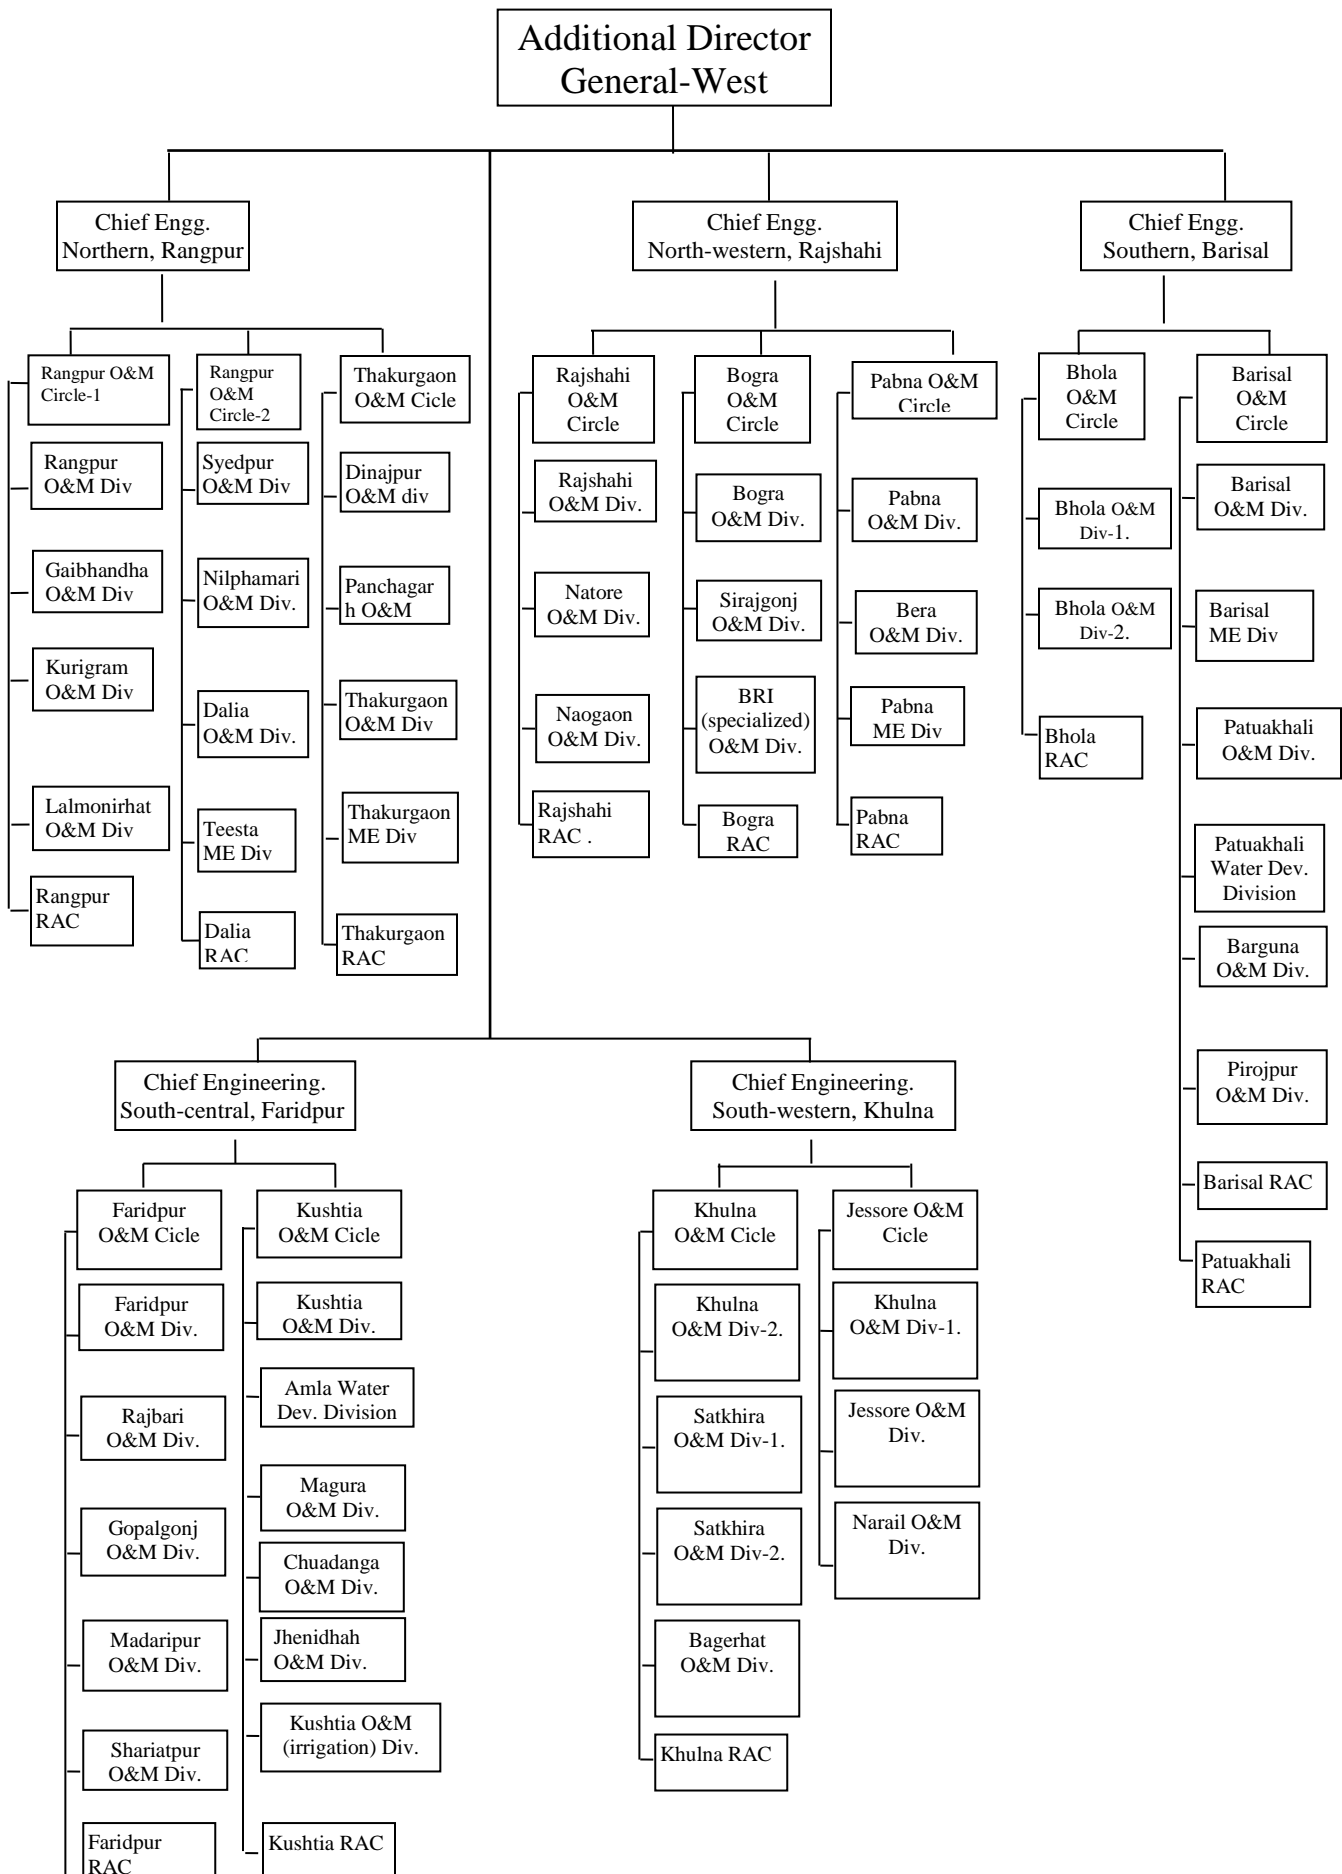 Additional Director
General-West
Chief Engg.
Northern, Rangpur
Chief Engg.
North-western, Rajshahi
Chief Engg.
Southern, Barisal
Rangpur O&M
Circle-1
Rangpur
O&M Div
Gaibhandha
O&M Div
Kurigram
O&M Div
Lalmonirhat
O&M Div
Rangpur
RAC
Rangpur
O&M
Circle-2
Syedpur
O&M Div
Nilphamari
O&M Div.
Dalia
O&M Div.
Teesta
ME Div
Dalia
RAC
Thakurgaon
O&M Cicle
Dinajpur
O&M div
Panchagar
h O&M
Thakurgaon
O&M Div
Thakurgaon
ME Div
Thakurgaon
RAC
Rajshahi
O&M
Circle
Rajshahi
O&M Div.
Natore
O&M Div.
Naogaon
O&M Div.
Rajshahi
RAC .
Bogra
O&M
Circle
Bogra
O&M Div.
Sirajgonj
O&M Div.
BRI
(specialized)
O&M Div.
Bogra
RAC
Pabna O&M
Circle
Pabna
O&M Div.
Bera
O&M Div.
Pabna
ME Div
Pabna
RAC
Bhola
O&M
Circle
Bhola O&M
Div-1.
Bhola O&M
Div-2.
Bhola
RAC
Barisal
O&M
Circle
Barisal
O&M Div.
Barisal
ME Div
Patuakhali
O&M Div.
Patuakhali
Water Dev.
Division
Barguna
O&M Div.
Pirojpur
O&M Div.
Barisal RAC
Patuakhali
RAC
Chief Engineering.
South-central, Faridpur
Chief Engineering.
South-western, Khulna
Faridpur
O&M Cicle
Faridpur
O&M Div.
Rajbari
O&M Div.
Gopalgonj
O&M Div.
Madaripur
O&M Div.
Shariatpur
O&M Div.
Faridpur
RAC
Kushtia
O&M Cicle
Kushtia
O&M Div.
Amla Water
Dev. Division
Magura
O&M Div.
Chuadanga
O&M Div.
Jhenidhah
O&M Div.
Kushtia O&M
(irrigation) Div.
Kushtia RAC
Khulna
O&M Cicle
Khulna
O&M Div-2.
Satkhira
O&M Div-1.
Satkhira
O&M Div-2.
Bagerhat
O&M Div.
Khulna RAC
Jessore O&M
Cicle
Khulna
O&M Div-1.
Jessore O&M
Div.
Narail O&M
Div.